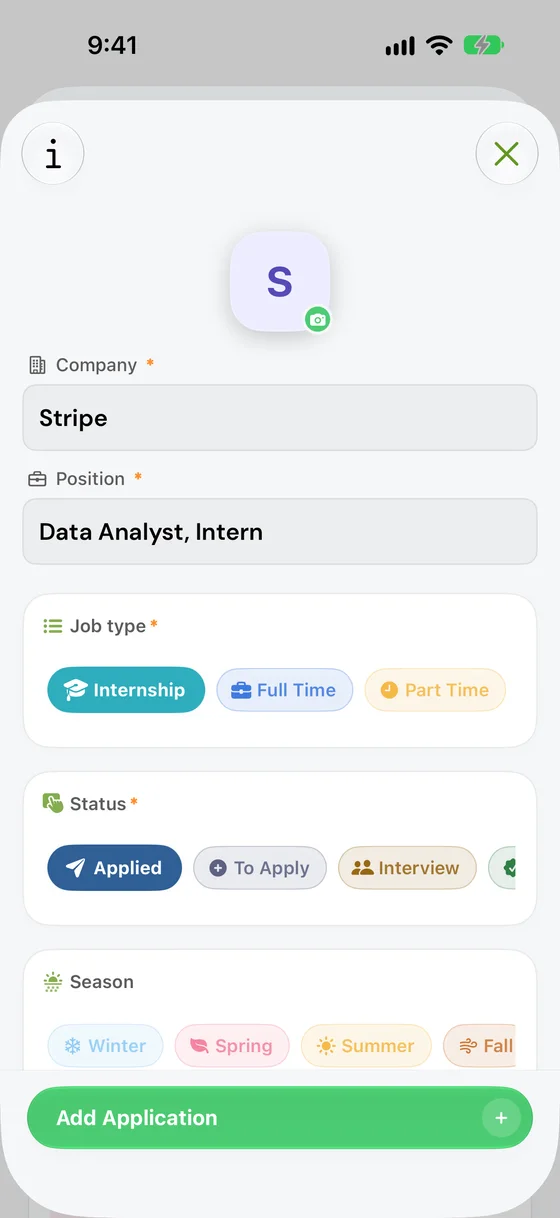 9:41
i
S
Company *
Stripe
Position *
Data Analyst, Intern
Job type *
Internship Full Time Part Time
Status *
Applied To Apply Interview
Season
Winter Spring Summer Fall
Add Application +